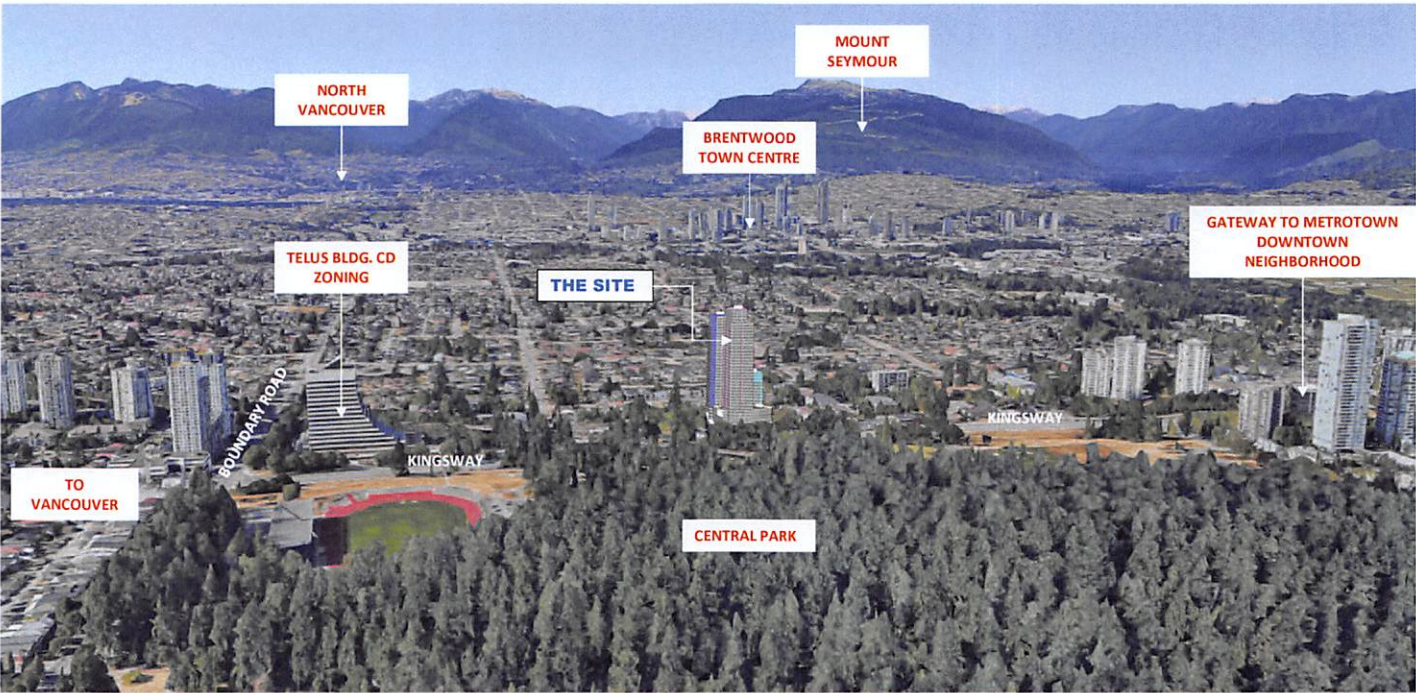 MOUNT
SEYMOUR
NORTH
VANCOUVER
BRENTWOOD
TOWN CENTRE
GATEWAY TO METROTOWN
DOWNTOWN
NEIGHBORHOOD
TELUS BLDG. CD
ZONING
THE SITE
BOUNDARY ROAD
KINGSWAY
KINGSWAY
TO
VANCOUVER
CENTRAL PARK